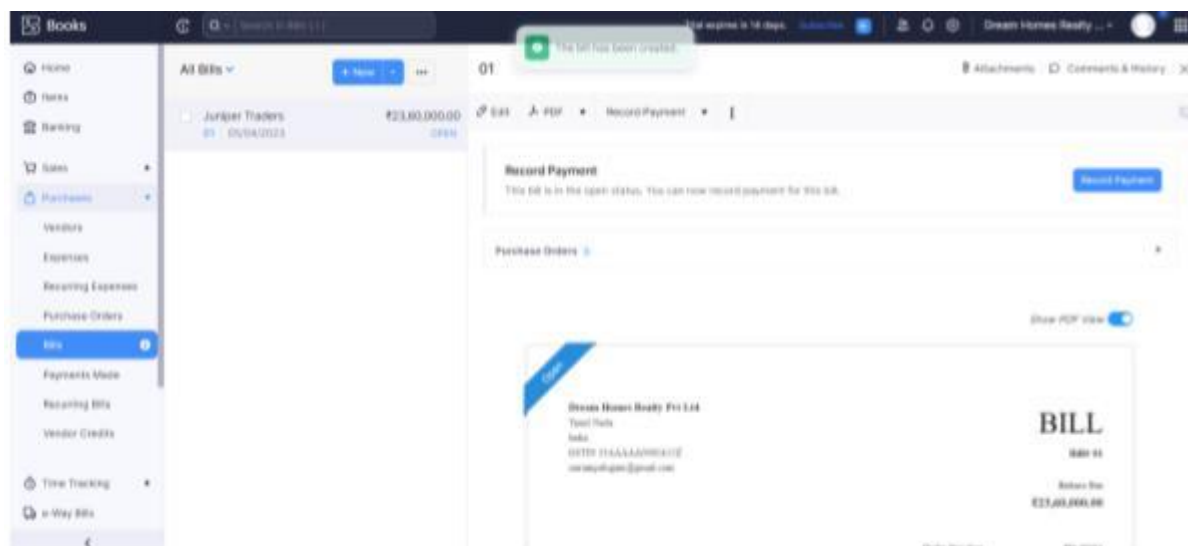 Books
Search in Bills ( / )
Trial expires in 14 days.
Subscribe
Dream Homes Realty ...
The bill has been created.
Home
Items
Banking
Sales
Purchases
Vendors
Expenses
Recurring Expenses
Purchase Orders
Bills
Payments Made
Recurring Bills
Vendor Credits
Time Tracking
e-Way Bills
All Bills
+ New
Juniper Traders
₹23,60,000.00
01
05/04/2023
OPEN
01
Attachments
Comments & History
Edit
PDF
Record Payment
Record Payment
This bill is in the open status. You can now record payment for this bill.
Record Payment
Purchase Orders
Show PDF View
Open
Dream Homes Realty Pvt Ltd
Tamil Nadu
India
BILL
Bill# 01
Balance Due
₹23,60,000.00